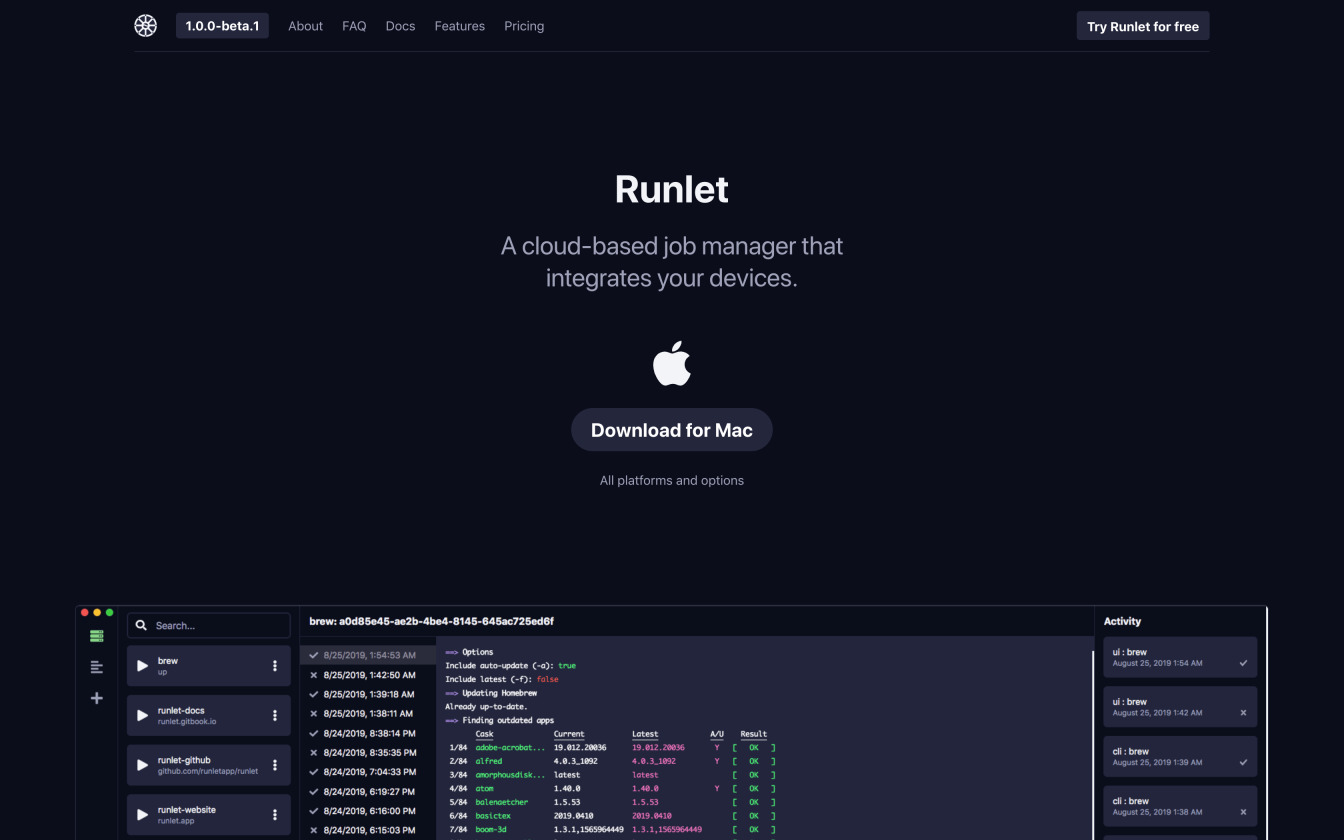 1.0.0-beta.1 About FAQ Docs Features Pricing Try Runlet for free
Runlet
A cloud-based job manager that
integrates your devices.
Download for Mac
All platforms and options
Search...
brew
up
runlet-docs
runlet.gitbook.io
runlet-github
github.com/runletapp/runlet
runlet-website
runlet.app
brew: a0d85e45-ae2b-4be4-8145-645ac725ed6f
8/25/2019, 1:54:53 AM
8/25/2019, 1:42:50 AM
8/25/2019, 1:39:18 AM
8/25/2019, 1:38:11 AM
8/24/2019, 8:38:14 PM
8/24/2019, 8:35:35 PM
8/24/2019, 7:04:33 PM
8/24/2019, 6:19:27 PM
8/24/2019, 6:16:00 PM
8/24/2019, 6:15:03 PM
==> Options
Include auto-update (-a): true
Include latest (-f): false
==> Updating Homebrew
Already up-to-date.
==> Finding outdated apps
Cask Current Latest A/U Result
1/84 adobe-acrobat... 19.012.20036 19.012.20036 Y [ OK ]
2/84 alfred 4.0.3_1092 4.0.3_1092 Y [ OK ]
3/84 amorphousdisk... latest latest [ OK ]
4/84 atom 1.40.0 1.40.0 Y [ OK ]
5/84 balenaetcher 1.5.53 1.5.53 [ OK ]
6/84 basictex 2019.0410 2019.0410 [ OK ]
7/84 boom-3d 1.3.1,1565964449 1.3.1,1565964449 [ OK ]
Activity
ui : brew
August 25, 2019 1:54 AM
ui : brew
August 25, 2019 1:42 AM
cli : brew
August 25, 2019 1:39 AM
cli : brew
August 25, 2019 1:38 AM